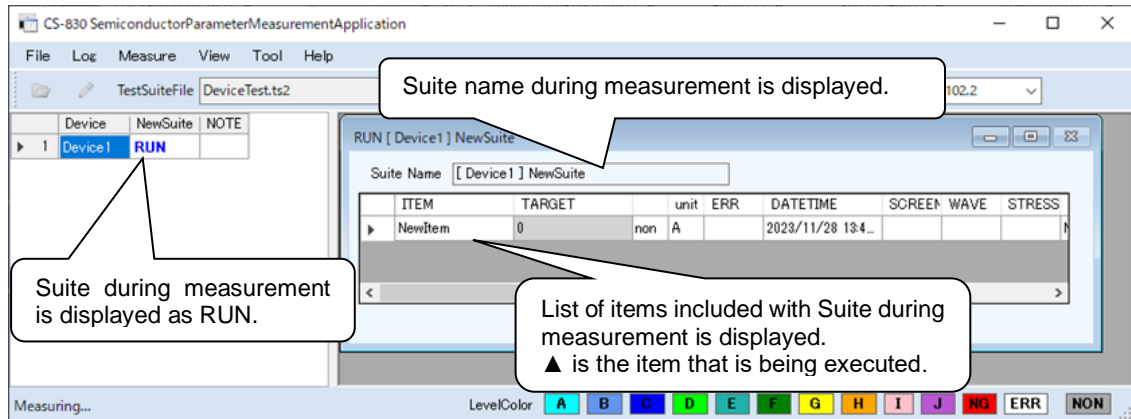 CS-830 SemiconductorParameterMeasurementApplication
File Log Measure View Tool Help
TestSuiteFile DeviceTest.ts2
102.2
Suite name during measurement is displayed.
Device NewSuite NOTE
1 Device1 RUN
RUN [ Device1 ] NewSuite
Suite Name [ Device1 ] NewSuite
ITEM TARGET unit ERR DATETIME SCREEN WAVE STRESS
NewItem 0 non A 2023/11/28 13:4...
Suite during measurement
is displayed as RUN.
List of items included with Suite during
measurement is displayed.
▲ is the item that is being executed.
Measuring... LevelColor A B C D E F G H I J NG ERR NON